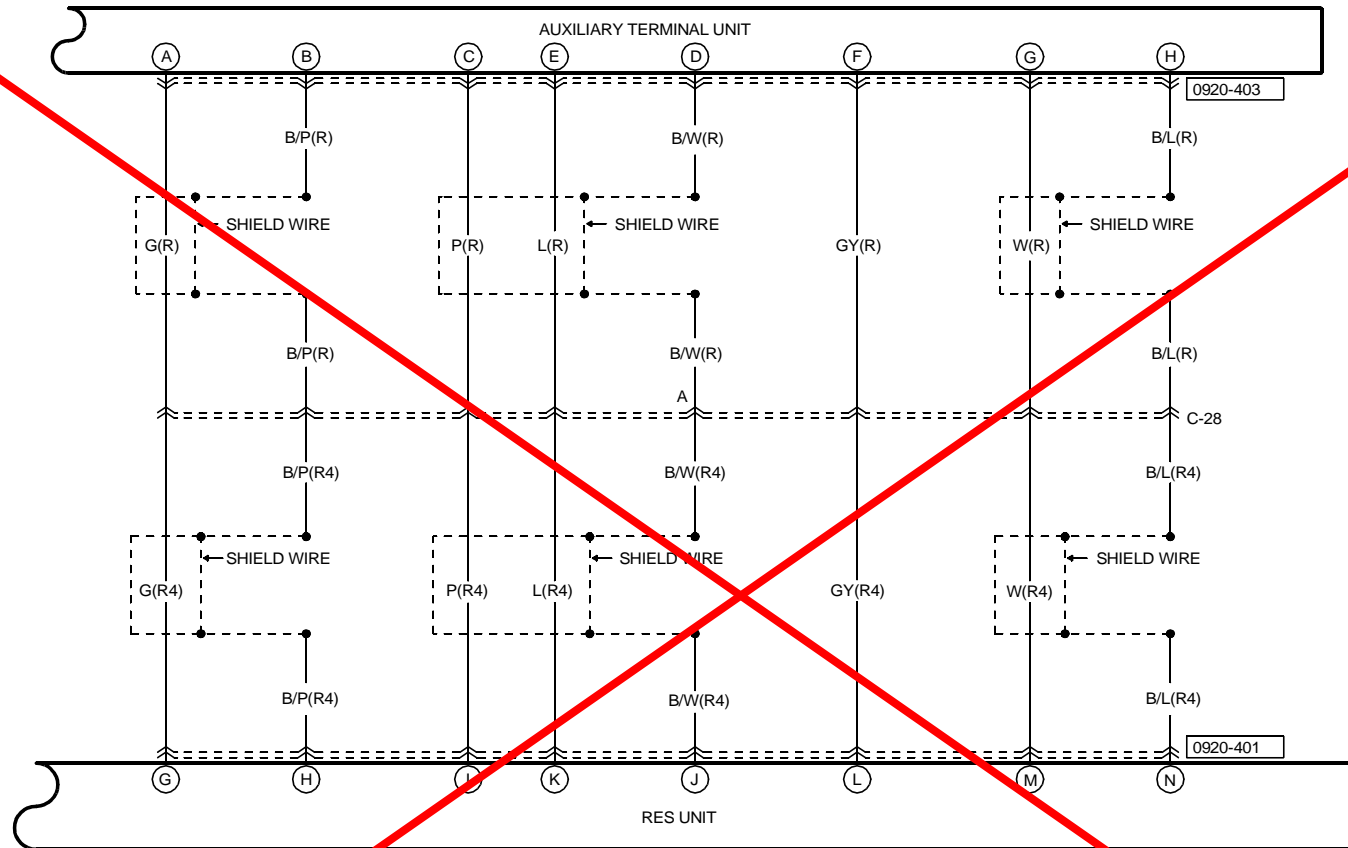 AUXILIARY TERMINAL UNIT
A B C E D F G H
0920-403
B/P(R) B/W(R) B/L(R)
SHIELD WIRE SHIELD WIRE SHIELD WIRE
G(R) P(R) L(R) GY(R) W(R)
B/P(R) B/W(R) B/L(R)
A
C-28
B/P(R4) B/W(R4) B/L(R4)
SHIELD WIRE SHIELD WIRE SHIELD WIRE
G(R4) P(R4) L(R4) GY(R4) W(R4)
B/P(R4) B/W(R4) B/L(R4)
0920-401
G H I K J L M N
RES UNIT